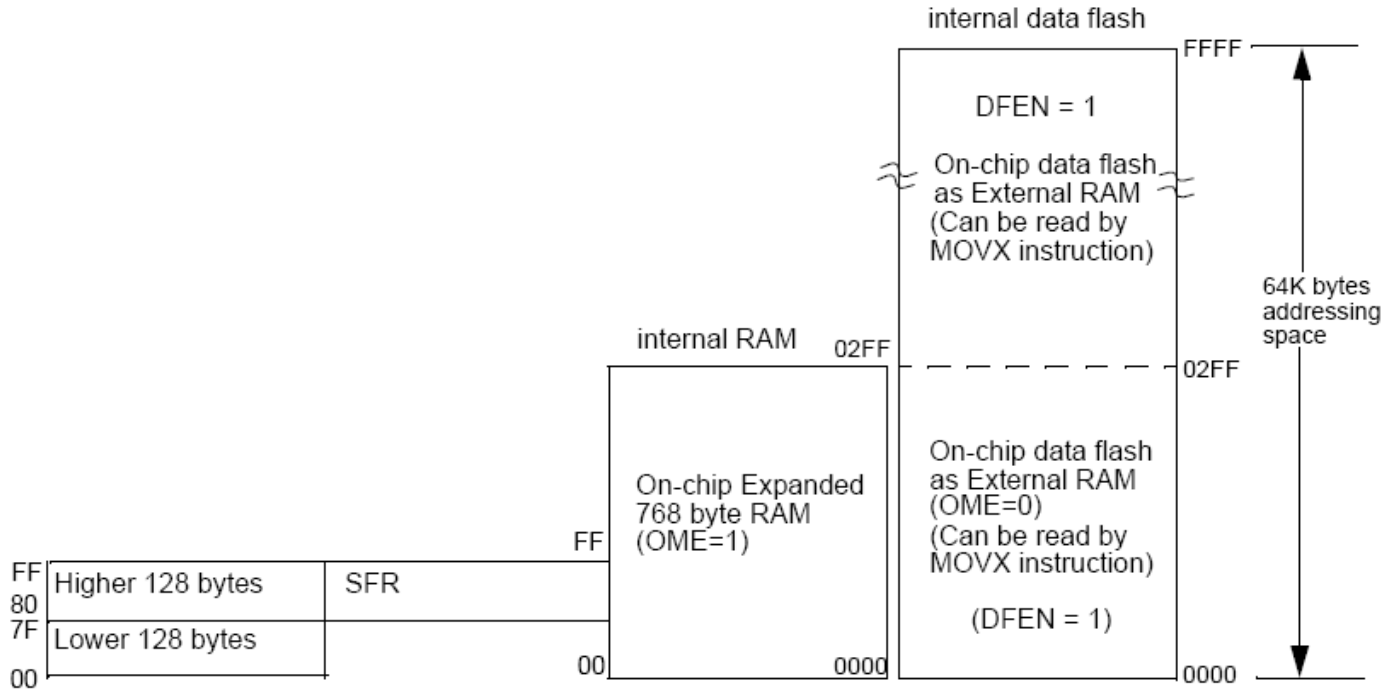 internal data flash
FFFF
DFEN = 1
On-chip data flash
as External RAM
(Can be read by
MOVX instruction)
64K bytes
addressing
space
internal RAM
02FF
02FF
On-chip Expanded
768 byte RAM
(OME=1)
On-chip data flash
as External RAM
(OME=0)
(Can be read by
MOVX instruction)
(DFEN = 1)
FF
FF
Higher 128 bytes
SFR
80
7F
Lower 128 bytes
00
00
0000
0000